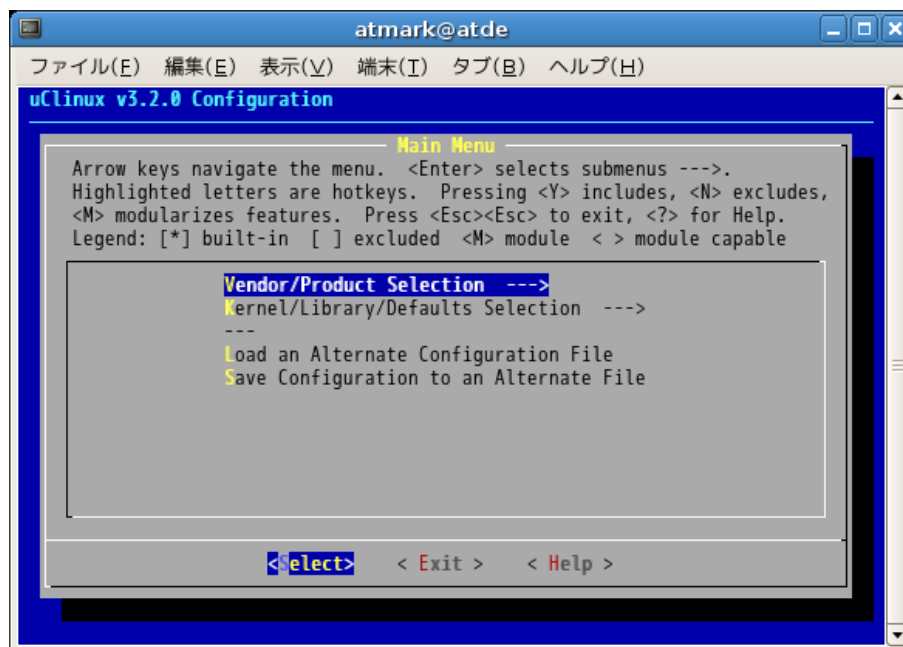 atmark@atde
ファイル(F) 編集(E) 表示(V) 端末(T) タブ(B) ヘルプ(H)
uClinux v3.2.0 Configuration
Main Menu
Arrow keys navigate the menu. <Enter> selects submenus --->.
Highlighted letters are hotkeys. Pressing <Y> includes, <N> excludes,
<M> modularizes features. Press <Esc><Esc> to exit, <?> for Help.
Legend: [*] built-in [ ] excluded <M> module < > module capable
Vendor/Product Selection --->
Kernel/Library/Defaults Selection --->
---
Load an Alternate Configuration File
Save Configuration to an Alternate File
<Select> < Exit > < Help >